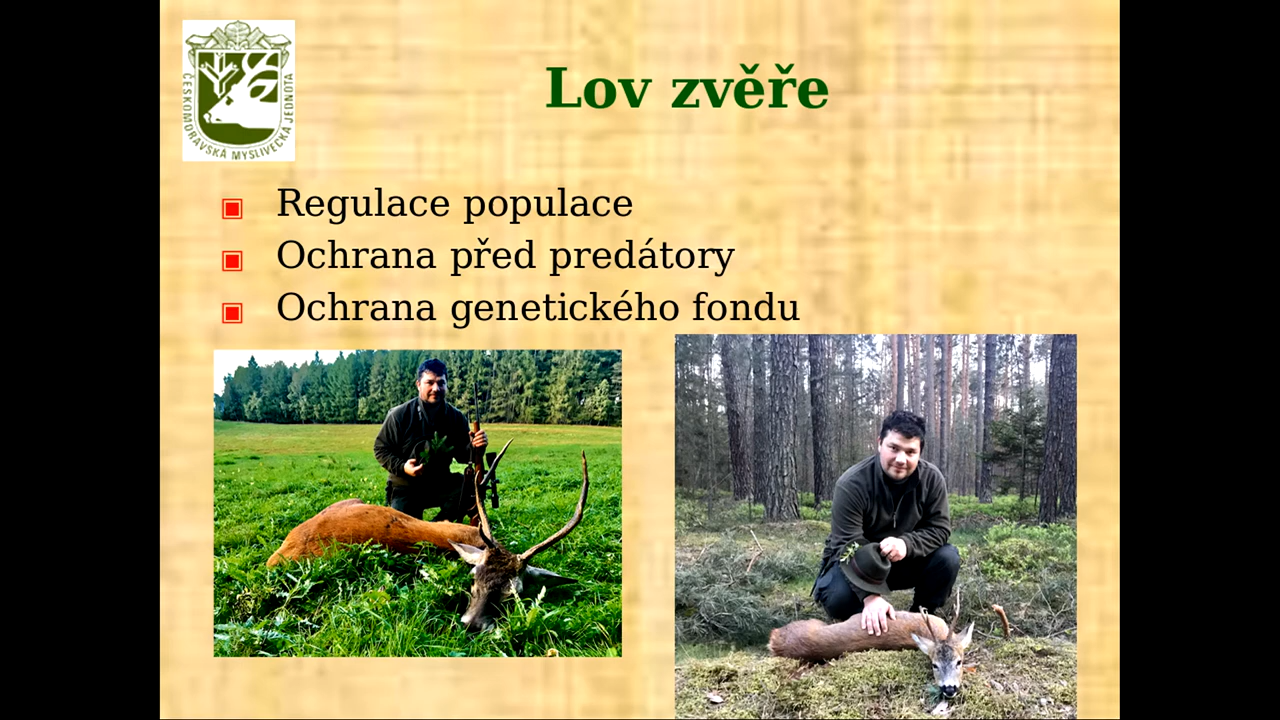 ČESKOMORAVSKÁ MYSLIVECKÁ JEDNOTA
Lov zvěře
Regulace populace
Ochrana před predátory
Ochrana genetického fondu